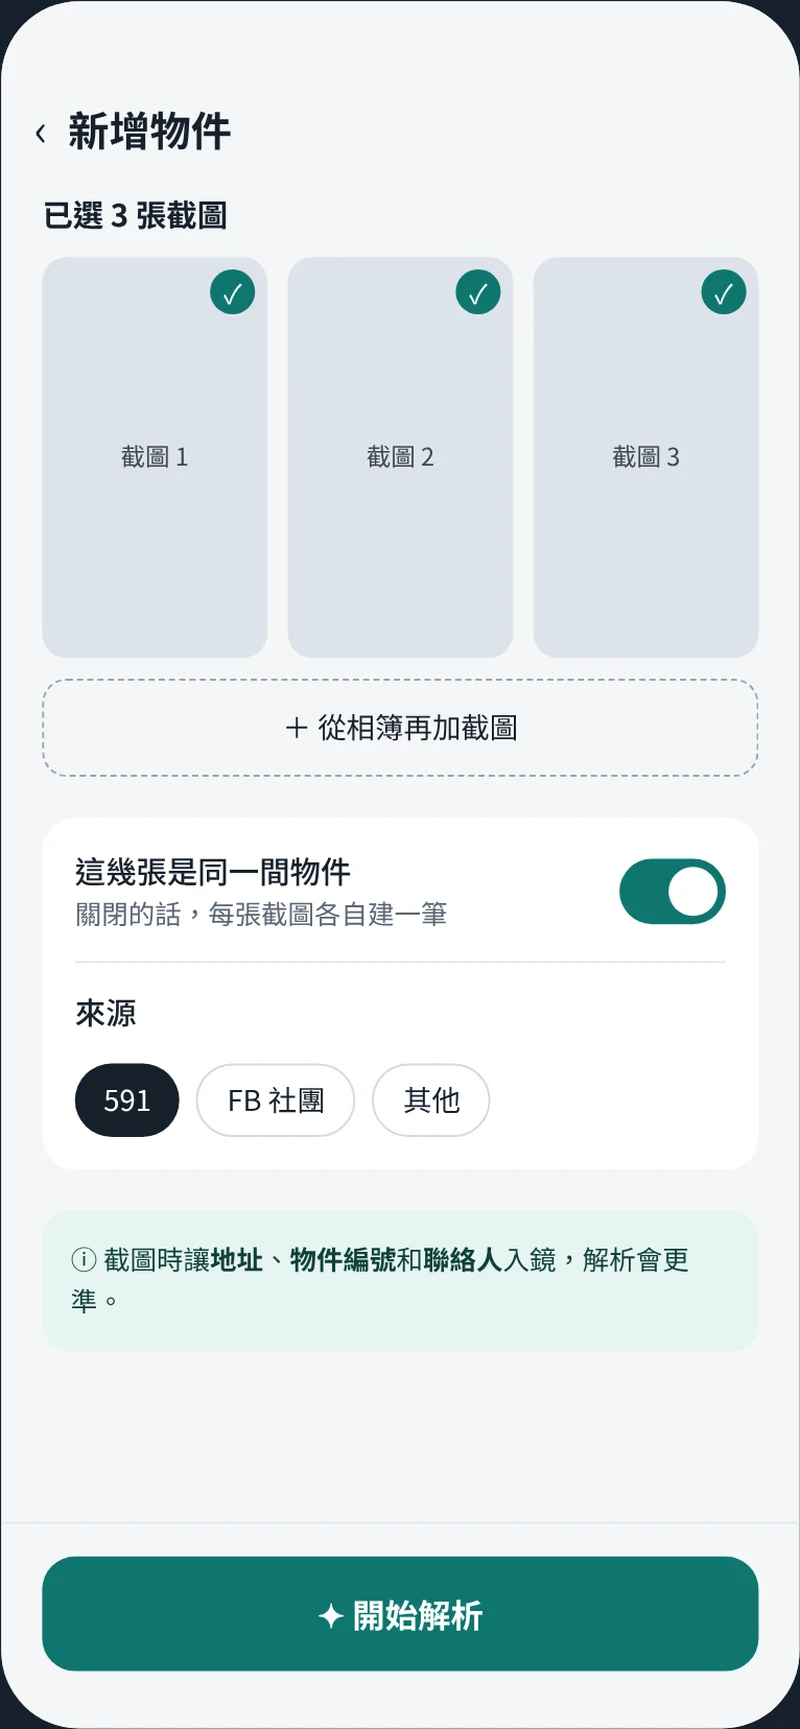 ‹ 新增物件
已選 3 張截圖
✓ ✓ ✓
截圖 1 截圖 2 截圖 3
＋ 從相簿再加截圖
這幾張是同一間物件
關閉的話，每張截圖各自建一筆
來源
591 FB 社團 其他
ⓘ 截圖時讓地址、物件編號和聯絡人入鏡，解析會更
準。
✦ 開始解析